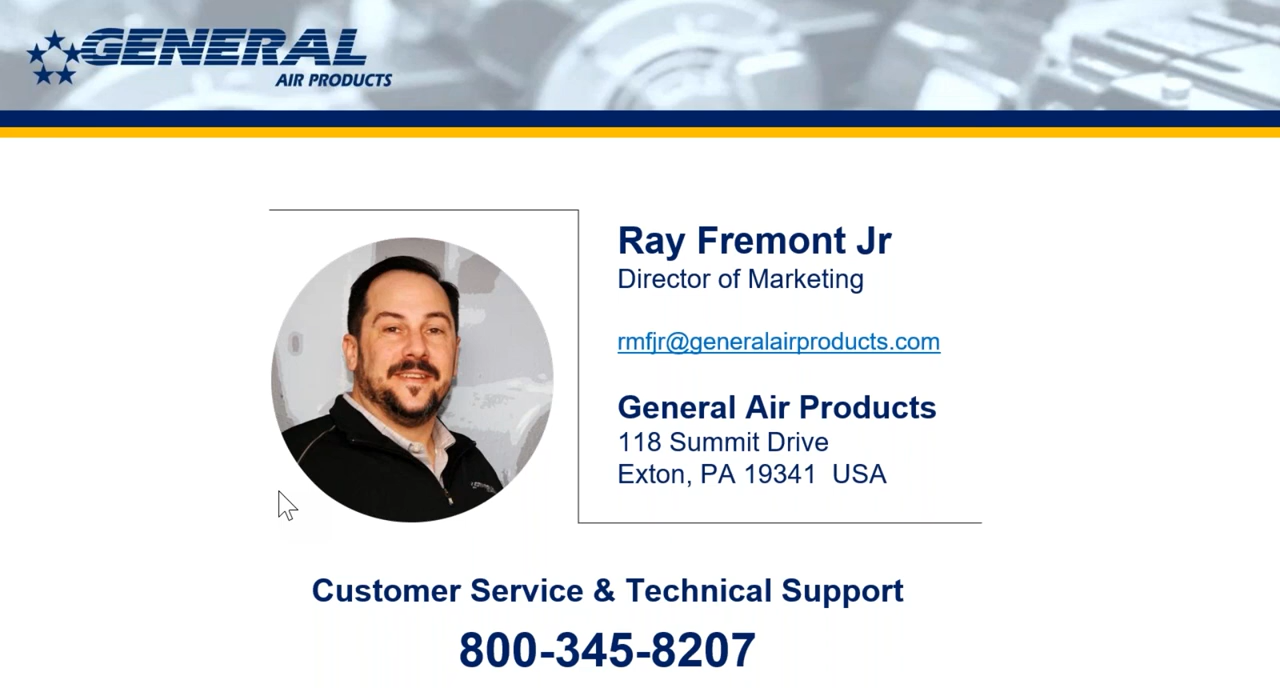 GENERAL
AIR PRODUCTS
Ray Fremont Jr
Director of Marketing
rmfjr@generalairproducts.com
General Air Products
118 Summit Drive
Exton, PA 19341 USA
Customer Service & Technical Support
800-345-8207